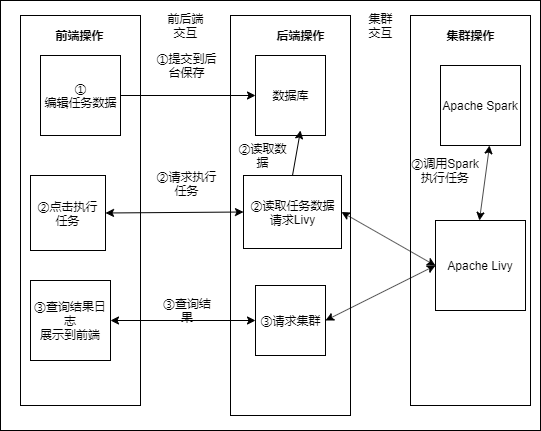 前后端
交互
集群
交互
前端操作
后端操作
集群操作
①
编辑任务数据
①提交到后
台保存
数据库
Apache Spark
②读取数
据
②调用Spark
执行任务
②点击执行
任务
②请求执行
任务
②读取任务数据
请求Livy
Apache Livy
③查询结果日
志
展示到前端
③查询结
果
③请求集群